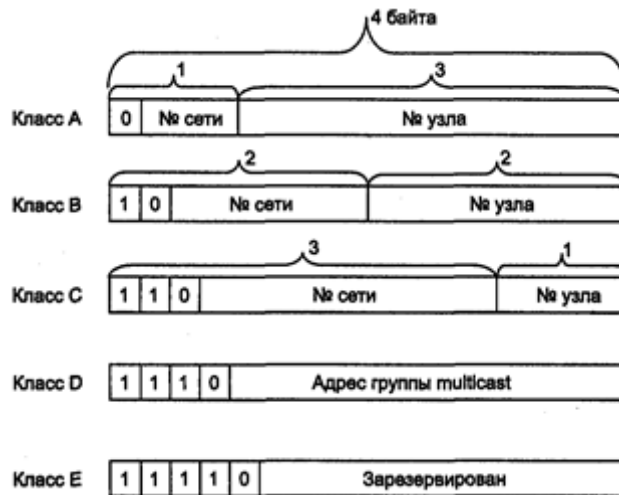 4 байта
1 3
Класс A 0 № сети № узла
2 2
Класс B 1 0 № сети № узла
3 1
Класс C 1 1 0 № сети № узла
Класс D 1 1 1 0 Адрес группы multicast
Класс E 1 1 1 1 0 Зарезервирован